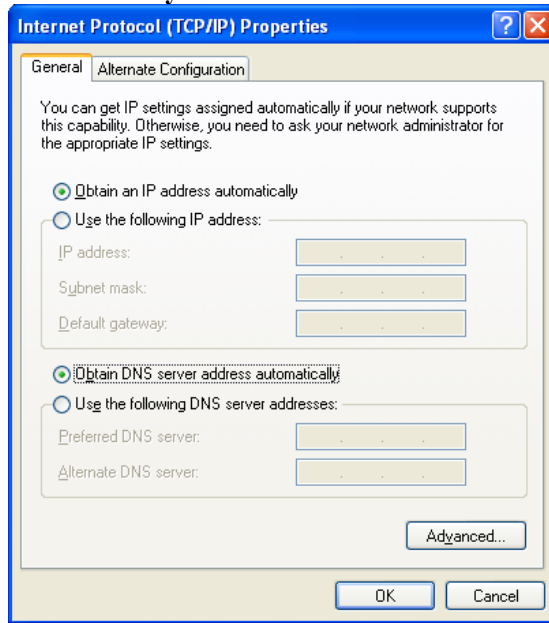 Internet Protocol (TCP/IP) Properties
General
Alternate Configuration
You can get IP settings assigned automatically if your network supports
this capability. Otherwise, you need to ask your network administrator for
the appropriate IP settings.
Obtain an IP address automatically
Use the following IP address:
IP address:
Subnet mask:
Default gateway:
Obtain DNS server address automatically
Use the following DNS server addresses:
Preferred DNS server:
Alternate DNS server:
Advanced...
OK
Cancel